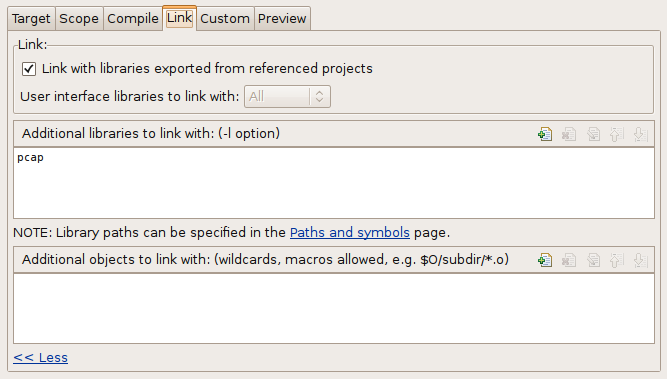 Target Scope Compile Link Custom Preview
Link:
Link with libraries exported from referenced projects
User interface libraries to link with: All
Additional libraries to link with: (-l option)
pcap
NOTE: Library paths can be specified in the Paths and symbols page.
Additional objects to link with: (wildcards, macros allowed, e.g. $O/subdir/*.o)
<< Less